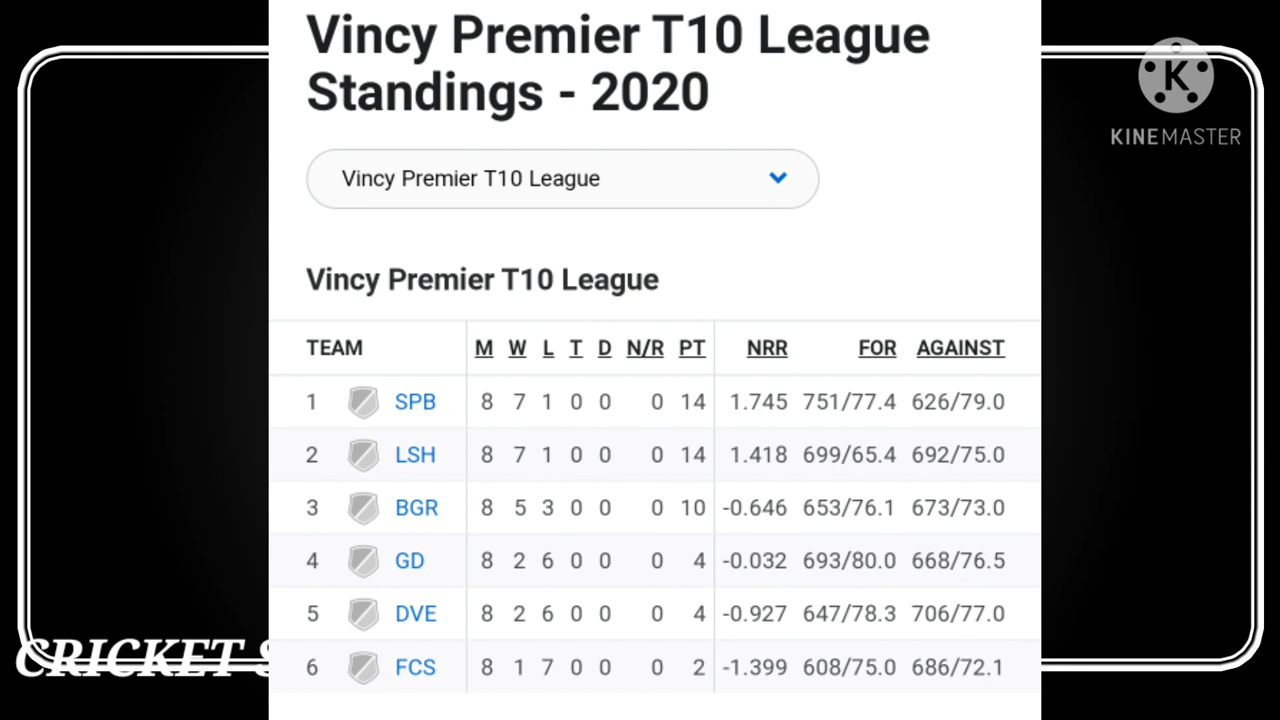 Vincy Premier T10 League
Standings - 2020
K
KINEMASTER
Vincy Premier T10 League
Vincy Premier T10 League
TEAM M W L T D N/R PT NRR FOR AGAINST
1 SPB 8 7 1 0 0 0 14 1.745 751/77.4 626/79.0
2 LSH 8 7 1 0 0 0 14 1.418 699/65.4 692/75.0
3 BGR 8 5 3 0 0 0 10 -0.646 653/76.1 673/73.0
4 GD 8 2 6 0 0 0 4 -0.032 693/80.0 668/76.5
5 DVE 8 2 6 0 0 0 4 -0.927 647/78.3 706/77.0
6 FCS 8 1 7 0 0 0 2 -1.399 608/75.0 686/72.1
CRICKET S